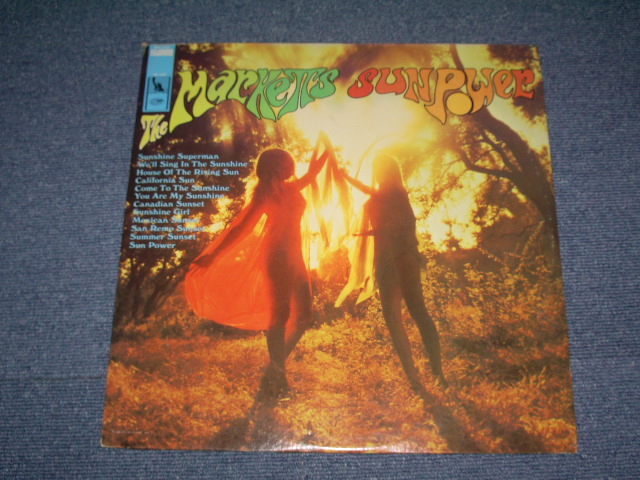 The MarKETTS SUNPOWER
Sunshine Superman
We'll Sing In The Sunshine
House Of The Rising Sun
California Sun
Come To The Sunshine
You Are My Sunshine
Canadian Sunset
Sunshine Girl
Mexican Sunset
San Remo Sunset
Summer Sunset
Sun Power